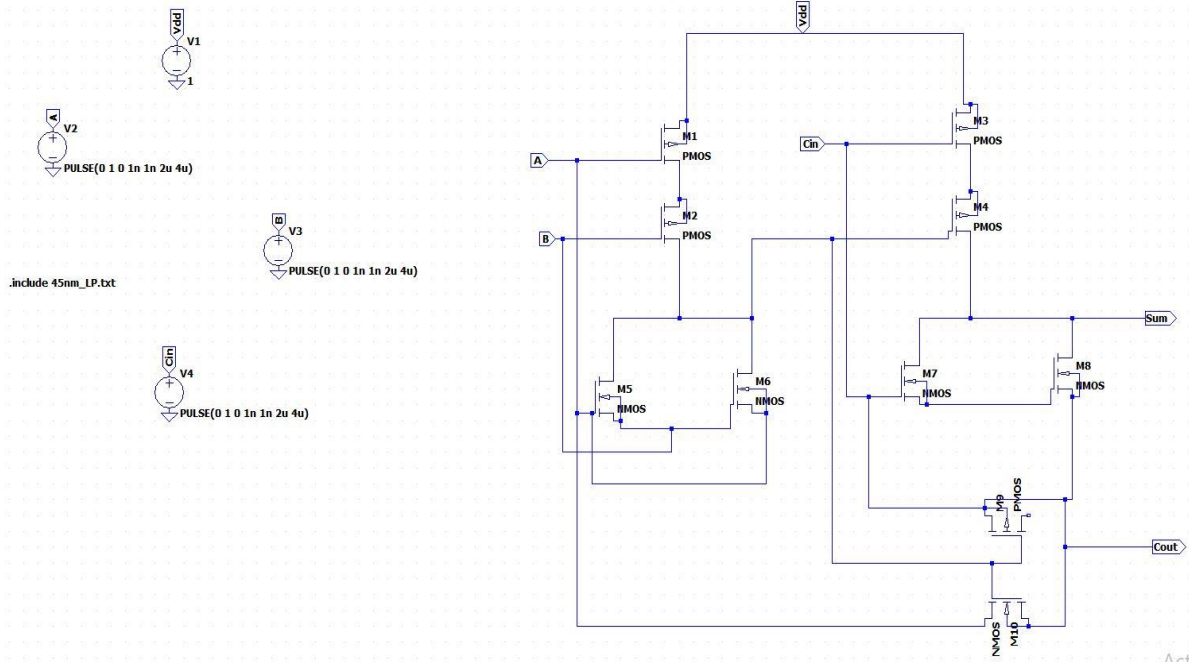 Vdd
V1
1
A
V2
PULSE(0 1 0 1n 1n 2u 4u)
B
V3
PULSE(0 1 0 1n 1n 2u 4u)
.include 45nm_LP.txt
Cin
V4
PULSE(0 1 0 1n 1n 2u 4u)
Vdd
A
M1
PMOS
Cin
M3
PMOS
B
M2
PMOS
M4
PMOS
Sum
M5
NMOS
M6
NMOS
M7
NMOS
M8
NMOS
M9
PMOS
Cout
NMOS
M10
Act